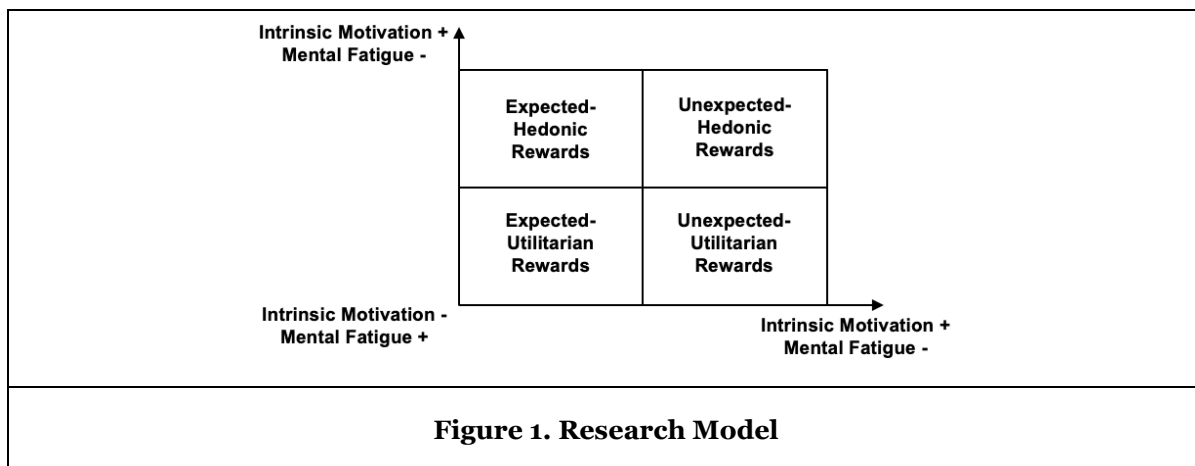 Intrinsic Motivation +
Mental Fatigue -
Expected-
Hedonic
Rewards
Unexpected-
Hedonic
Rewards
Expected-
Utilitarian
Rewards
Unexpected-
Utilitarian
Rewards
Intrinsic Motivation -
Mental Fatigue +
Intrinsic Motivation +
Mental Fatigue -
Figure 1. Research Model